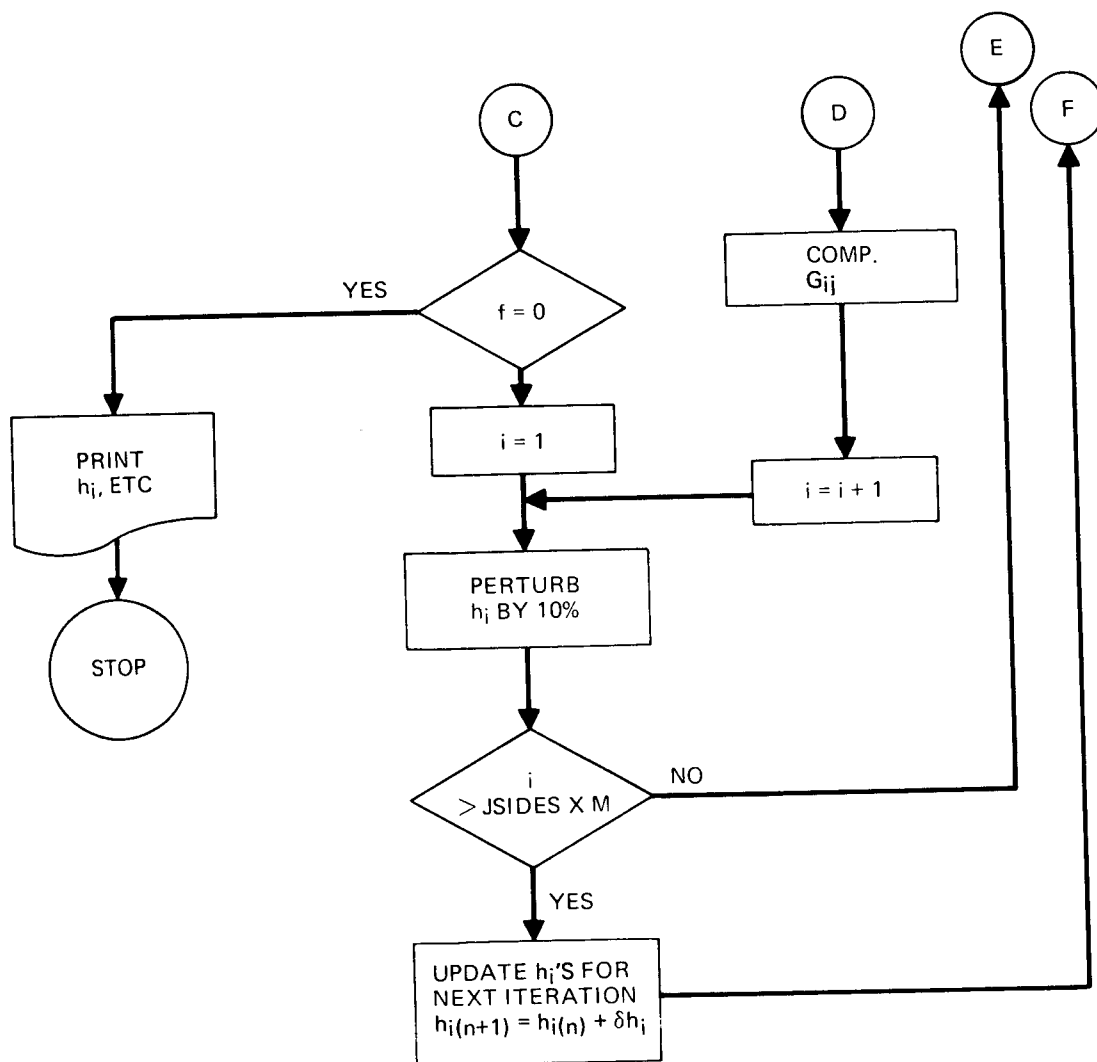 E
F
C
D
COMP.
Gij
YES
f = 0
i = 1
PRINT
hi, ETC
i = i + 1
PERTURB
hi BY 10%
STOP
i
> JSIDES X M
NO
YES
UPDATE hi'S FOR
NEXT ITERATION
hi(n+1) = hi(n) + δhi